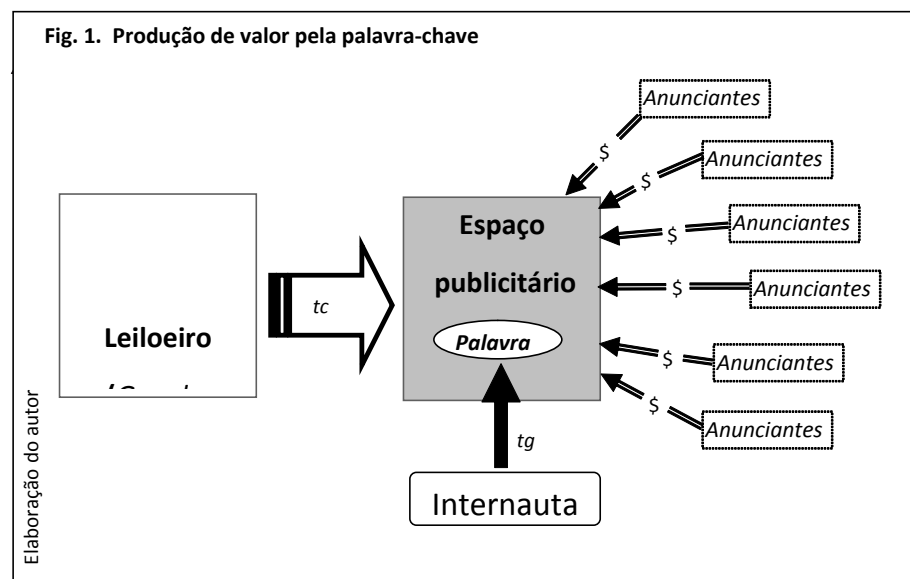 Fig. 1. Produção de valor pela palavra-chave
Anunciantes
$
Anunciantes
$
Anunciantes
$
Espaço
publicitário
Anunciantes
$
tc
Leiloeiro
Palavra
Anunciantes
$
Anunciantes
$
tg
Internauta
Elaboração do autor